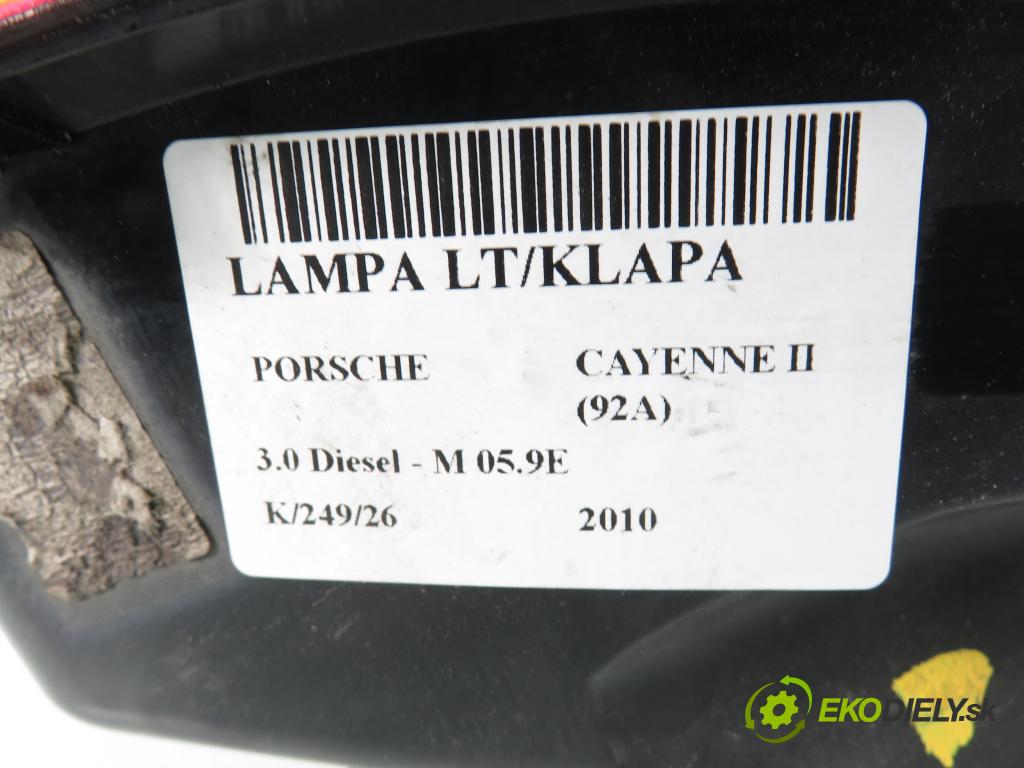 LAMPA LT/KLAPA
PORSCHE CAYENNE II
(92A)
3.0 Diesel - M 05.9E
K/249/26 2010
EKODIELY.sk